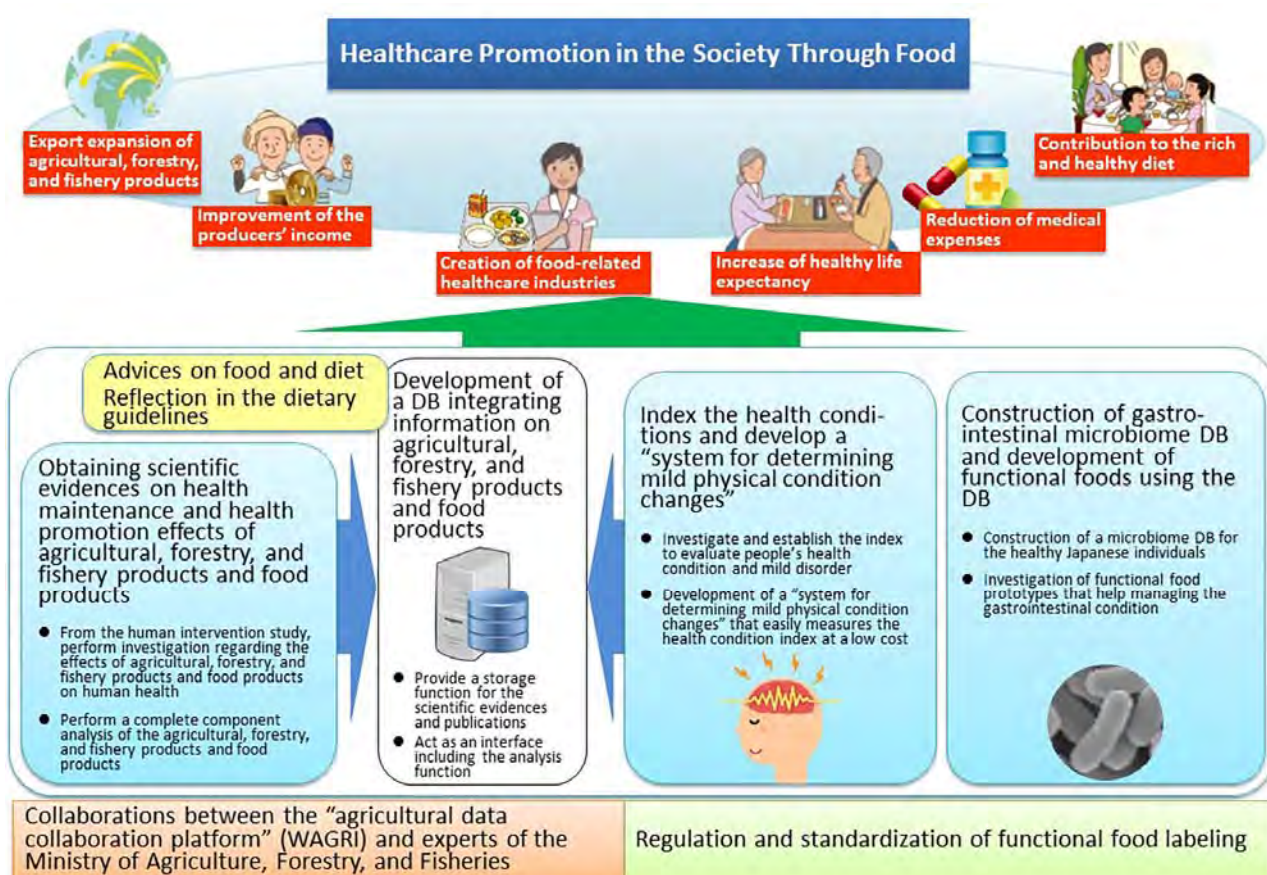 Healthcare Promotion in the Society Through Food
Export expansion of
agricultural, forestry,
and fishery products
Improvement of the
producers' income
Creation of food-related
healthcare industries
Increase of healthy life
expectancy
Reduction of medical
expenses
Contribution to the rich
and healthy diet
Advices on food and diet
Reflection in the dietary
guidelines
Obtaining scientific
evidences on health
maintenance and health
promotion effects of
agricultural, forestry, and
fishery products and food
products
● From the human intervention study,
perform investigation regarding the
effects of agricultural, forestry, and
fishery products and food products
on human health
● Perform a complete component
analysis of the agricultural, forestry,
and fishery products and food
products
Development of
a DB integrating
information on
agricultural,
forestry, and
fishery products
and food
products
● Provide a storage
function for the
scientific evidences
and publications
● Act as an interface
including the analysis
function
Index the health condi-
tions and develop a
"system for determining
mild physical condition
changes"
● Investigate and establish the index
to evaluate people's health
condition and mild disorder
● Development of a "system for
determining mild physical condition
changes" that easily measures the
health condition index at a low cost
Construction of gastro-
intestinal microbiome DB
and development of
functional foods using the
DB
● Construction of a microbiome DB for
the healthy Japanese individuals
● Investigation of functional food
prototypes that help managing the
gastrointestinal condition
Collaborations between the "agricultural data
collaboration platform" (WAGRI) and experts of the
Ministry of Agriculture, Forestry, and Fisheries
Regulation and standardization of functional food labeling